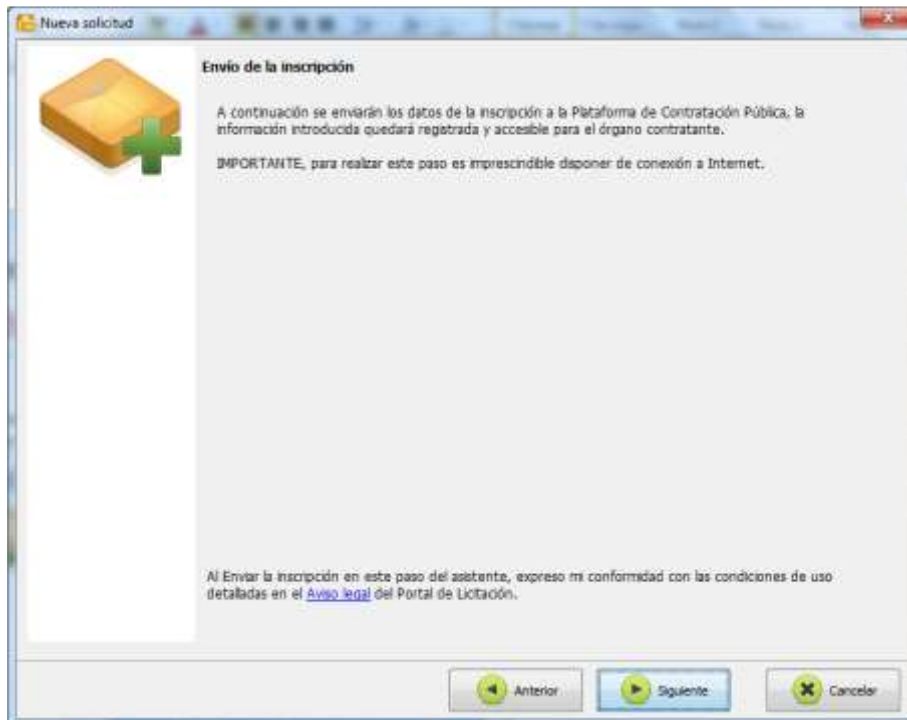 Nueva solicitud
Envío de la inscripción
A continuación se enviarán los datos de la inscripción a la Plataforma de Contratación Pública, la
información introducida quedará registrada y accesible para el órgano contratante.
IMPORTANTE, para realizar este paso es imprescindible disponer de conexión a Internet.
Al Enviar la inscripción en este paso del asistente, expreso mi conformidad con las condiciones de uso
detalladas en el Aviso legal del Portal de Licitación.
Anterior
Siguiente
Cancelar